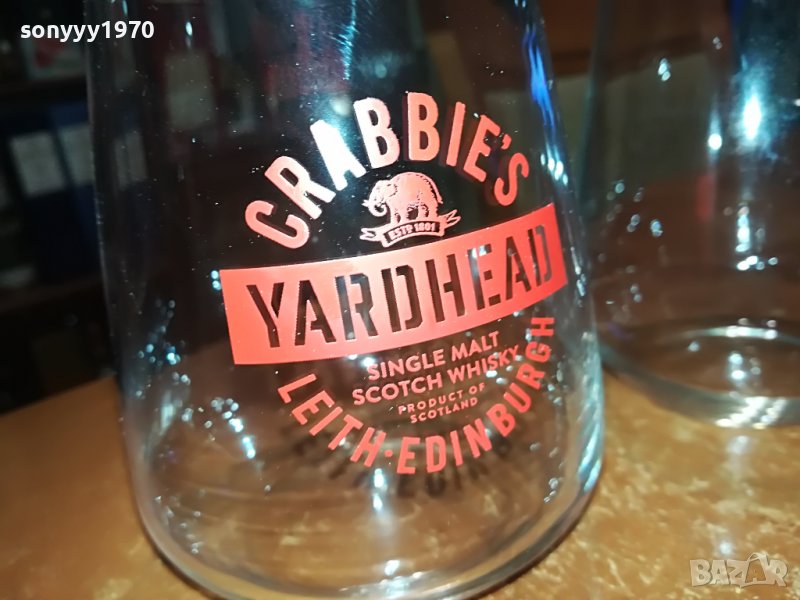 sonyyy1970
CRABBIE'S
ESTD 1801
YARDHEAD
SINGLE MALT
SCOTCH WHISKY
PRODUCT OF
SCOTLAND
LEITH·EDINBURGH
BAZAR